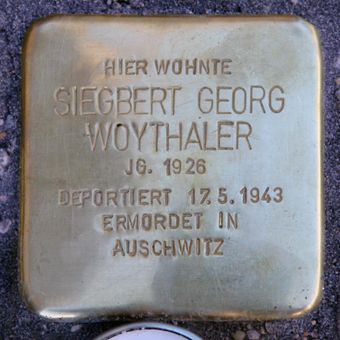 HIER WOHNTE
SIEGBERT GEORG
WOYTHALER
JG. 1926
DEPORTIERT 17.5.1943
ERMORDET IN
AUSCHWITZ